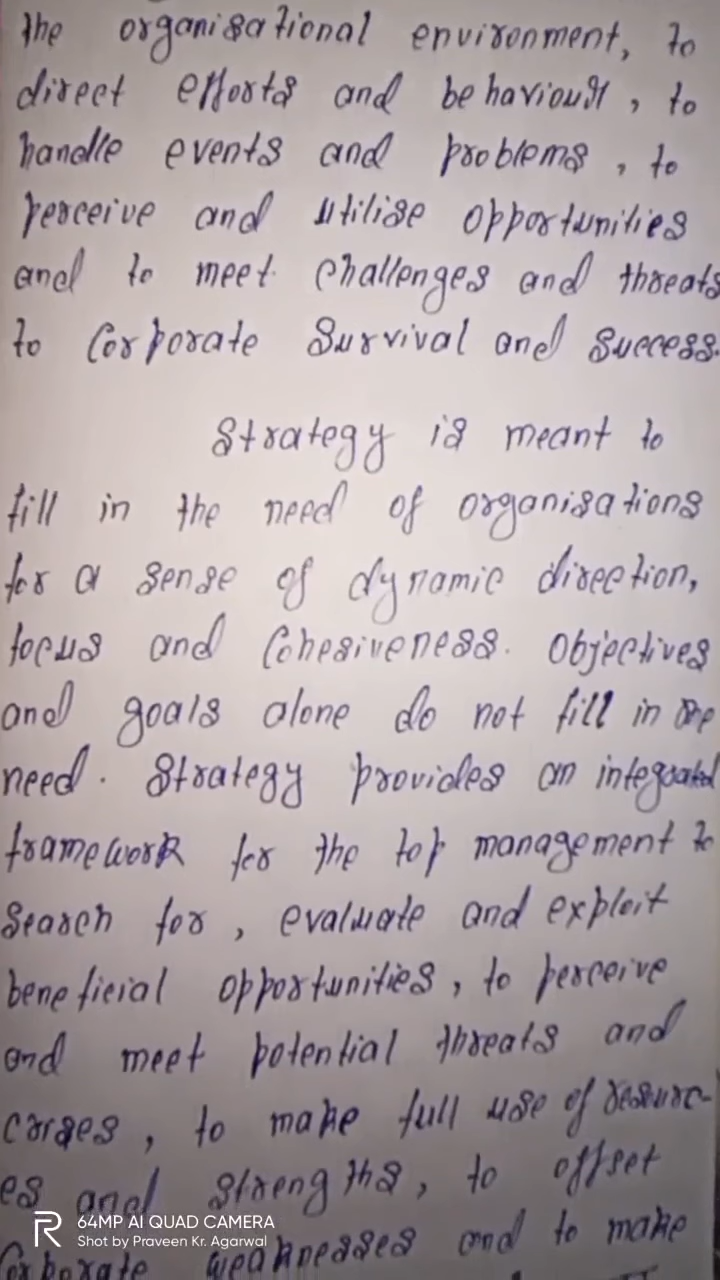 the organisational environment, to
direct efforts and behaviour, to
handle events and problems, to
perceive and utilise opportunities
and to meet challenges and threats
to Corporate Survival and Success.
Strategy is meant to
fill in the need of organisations
for a sense of dynamic direction,
focus and Cohesiveness. Objectives
and goals alone do not fill in the
need. Strategy provides an integrated
framework for the top management to
Search for, evaluate and exploit
beneficial opportunities, to perceive
and meet potential threats and
to make full use of resourc-
es and strengths, to offset
Corporate weaknesses and to make
64MP AI QUAD CAMERA
Shot by Praveen Kr. Agarwal